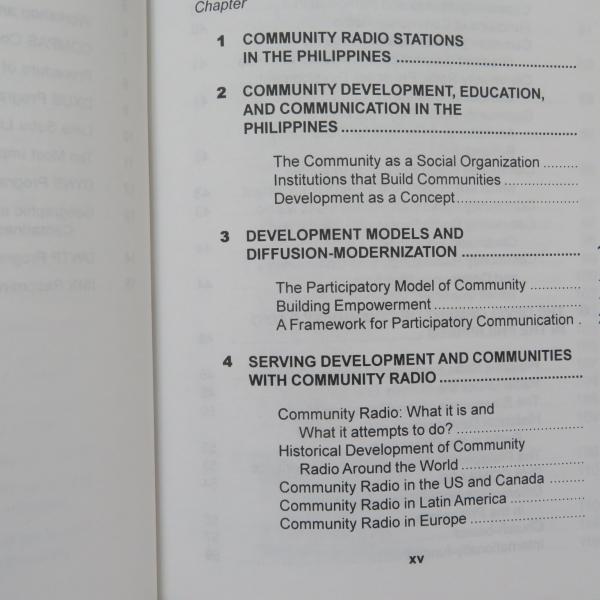 Chapter
1 COMMUNITY RADIO STATIONS
IN THE PHILIPPINES ..........................................
2 COMMUNITY DEVELOPMENT, EDUCATION,
AND COMMUNICATION IN THE
PHILIPPINES.......................................................
The Community as a Social Organization .........
Institutions that Build Communities ..................
Development as a Concept.............................
3 DEVELOPMENT MODELS AND
DIFFUSION-MODERNIZATION ...........................
The Participatory Model of Community .............
Building Empowerment ...................................
A Framework for Participatory Communication .
4 SERVING DEVELOPMENT AND COMMUNITIES
WITH COMMUNITY RADIO .................................
Community Radio: What it is and
What it attempts to do? ...............................
Historical Development of Community
Radio Around the World .............................
Community Radio in the US and Canada .........
Community Radio in Latin America ..................
Community Radio in Europe ...........................
xv